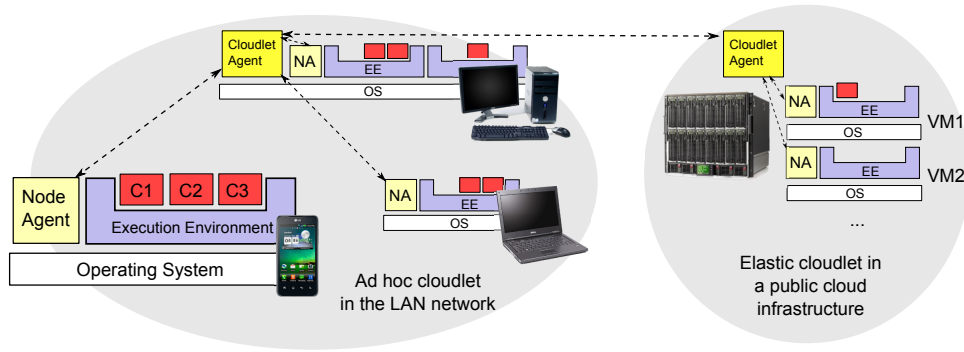 Cloudlet
Agent
NA
EE
OS
Cloudlet
Agent
NA
EE
OS
VM1
NA
EE
OS
VM2
...
Node
Agent
C1 C2 C3
Execution Environment
Operating System
NA
EE
OS
Ad hoc cloudlet
in the LAN network
Elastic cloudlet in
a public cloud
infrastructure